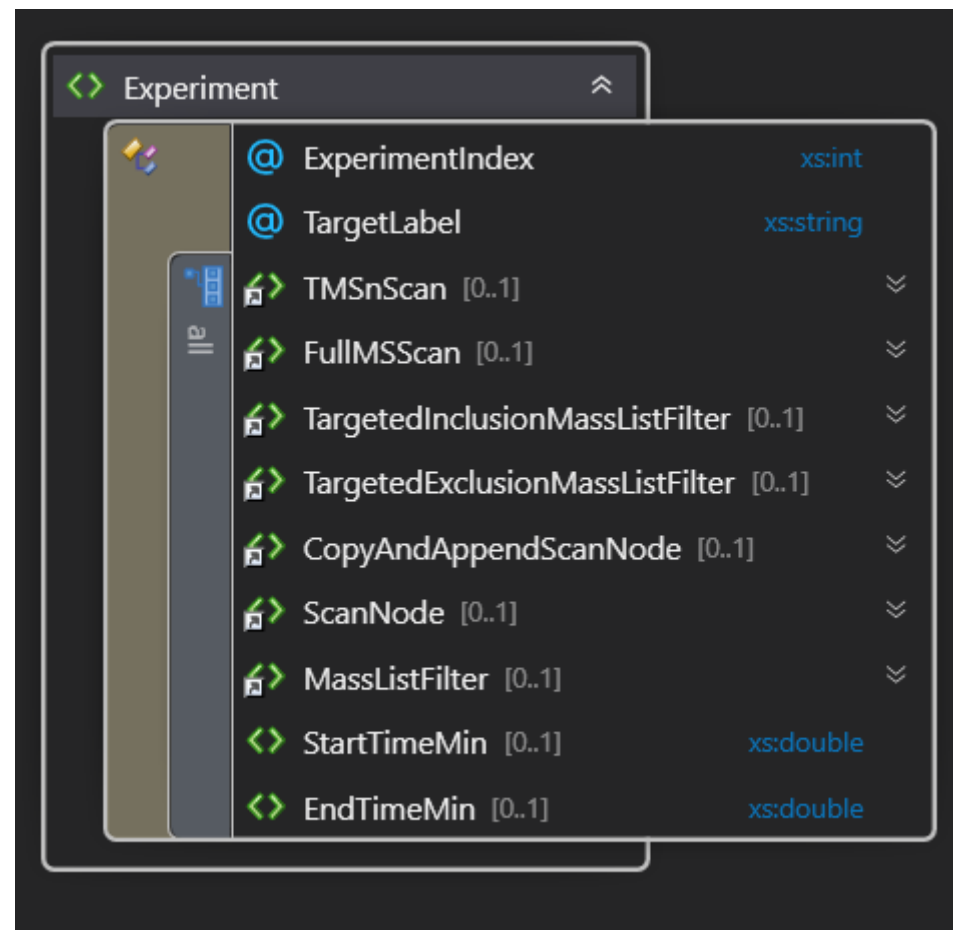 Experiment
@ ExperimentIndex xs:int
@ TargetLabel xs:string
all
TMSnScan [0..1]
FullMSScan [0..1]
TargetedInclusionMassListFilter [0..1]
TargetedExclusionMassListFilter [0..1]
CopyAndAppendScanNode [0..1]
ScanNode [0..1]
MassListFilter [0..1]
StartTimeMin [0..1] xs:double
EndTimeMin [0..1] xs:double